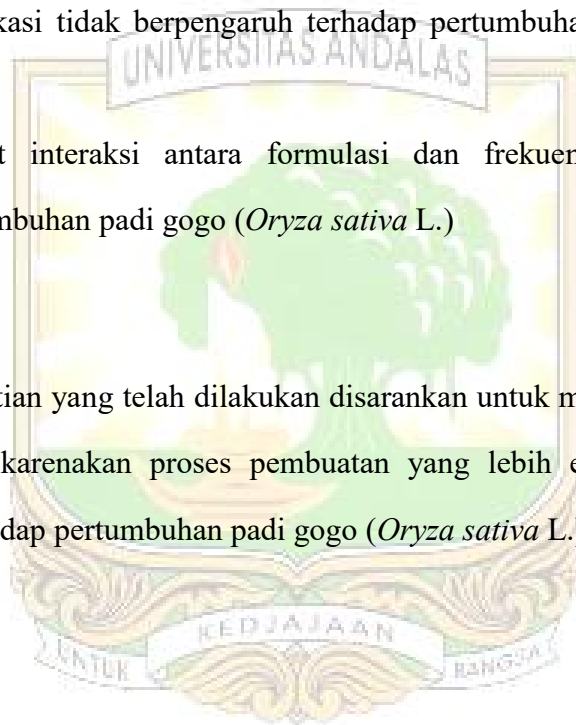 kasi tidak berpengaruh terhadap pertumbuha
UNIVERSITAS ANDALAS
t interaksi antara formulasi dan frekuen
mbuhan padi gogo (Oryza sativa L.)
tian yang telah dilakukan disarankan untuk m
karenakan proses pembuatan yang lebih e
dap pertumbuhan padi gogo (Oryza sativa L.
UNTUK KEDJAJAAN BANGSA